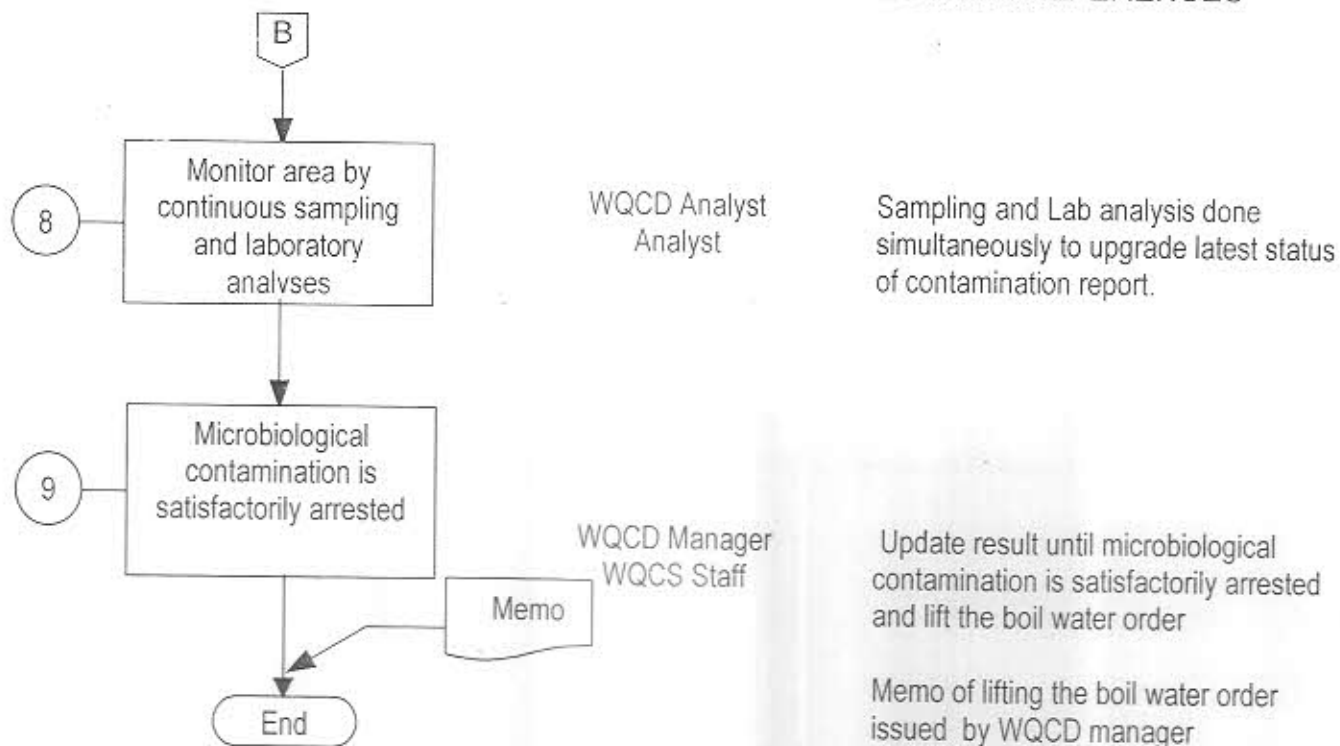 B
8
Monitor area by
continuous sampling
and laboratory
analyses
WQCD Analyst
Analyst
Sampling and Lab analysis done
simultaneously to upgrade latest status
of contamination report.
9
Microbiological
contamination is
satisfactorily arrested
WQCD Manager
WQCS Staff
Update result until microbiological
contamination is satisfactorily arrested
and lift the boil water order
Memo
Memo of lifting the boil water order
issued by WQCD manager
End